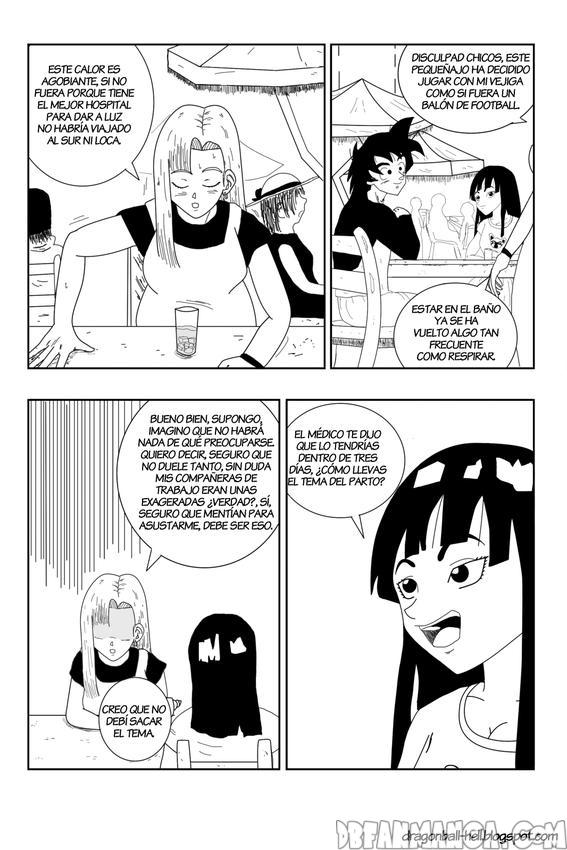 DISCULPAD CHICOS, ESTE
PEQUEÑAJO HA DECIDIDO
JUGAR CON MI VEJIGA
COMO SI FUERA UN
BALÓN DE FOOTBALL.
ESTAR EN EL BAÑO
YA SE HA
VUELTO ALGO TAN
FRECUENTE
COMO RESPIRAR.
ESTE CALOR ES
AGOBIANTE, SI NO
FUERA PORQUE TIENE
EL MEJOR HOSPITAL
PARA DAR A LUZ
NO HABRÍA VIAJADO
AL SUR NI LOCA.
EL MÉDICO TE DIJO
QUE LO TENDRÍAS
DENTRO DE TRES
DÍAS, ¿CÓMO LLEVAS
EL TEMA DEL PARTO?
BUENO BIEN, SUPONGO,
IMAGINO QUE NO HABRÁ
NADA DE QUÉ PREOCUPARSE.
QUIERO DECIR, SEGURO QUE
NO DUELE TANTO, SIN DUDA
MIS COMPAÑERAS DE
TRABAJO ERAN UNAS
EXAGERADAS ¿VERDAD?, SÍ,
SEGURO QUE MENTÍAN PARA
ASUSTARME, DEBE SER ESO.
CREO QUE NO
DEBÍ SACAR
EL TEMA.
dragonball-hell.blogspot.com
DBFANMANGA.COM